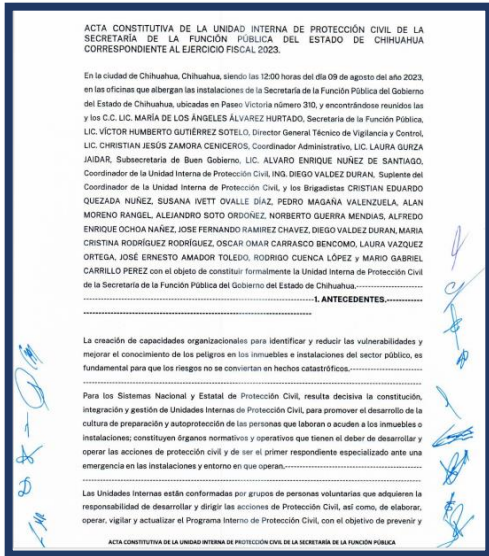 ACTA CONSTITUTIVA DE LA UNIDAD INTERNA DE PROTECCIÓN CIVIL DE LA
SECRETARÍA DE LA FUNCIÓN PÚBLICA DEL ESTADO DE CHIHUAHUA
CORRESPONDIENTE AL EJERCICIO FISCAL 2023.
En la ciudad de Chihuahua, Chihuahua, siendo las 12:00 horas del día 09 de agosto del año 2023,
en las oficinas que albergan las instalaciones de la Secretaría de la Función Pública del Gobierno
del Estado de Chihuahua, ubicadas en Paseo Victoria número 310, y encontrándose reunidos las
y los C.C. LIC. MARÍA DE LOS ÁNGELES ÁLVAREZ HURTADO, Secretaria de la Función Pública,
LIC. VÍCTOR HUMBERTO GUTIÉRREZ SOTELO, Director General Técnico de Vigilancia y Control,
LIC. CHRISTIAN JESÚS ZAMORA CENICEROS, Coordinador Administrativo, LIC. LAURA GURZA
JAIDAR, Subsecretaria de Buen Gobierno, LIC. ALVARO ENRIQUE NUÑEZ DE SANTIAGO,
Coordinador de la Unidad Interna de Protección Civil, ING. DIEGO VALDEZ DURAN, Suplente del
Coordinador de la Unidad Interna de Protección Civil, y los Brigadistas CRISTIAN EDUARDO
QUEZADA NUÑEZ, SUSANA IVETT OVALLE DÍAZ, PEDRO MAGAÑA VALENZUELA, ALAN
MORENO RANGEL, ALEJANDRO SOTO ORDOÑEZ, NORBERTO GUERRA MENDIAS, ALFREDO
ENRIQUE OCHOA NAÑEZ, JOSE FERNANDO RAMIREZ CHAVEZ, DIEGO VALDEZ DURAN, MARIA
CRISTINA RODRÍGUEZ RODRÍGUEZ, OSCAR OMAR CARRASCO BENCOMO, LAURA VAZQUEZ
ORTEGA, JOSÉ ERNESTO AMADOR TOLEDO, RODRIGO CUENCA LÓPEZ y MARIO GABRIEL
CARRILLO PEREZ con el objeto de constituir formalmente la Unidad Interna de Protección Civil
de la Secretaría de la Función Pública del Gobierno del Estado de Chihuahua.
1. ANTECEDENTES.
La creación de capacidades organizacionales para identificar y reducir las vulnerabilidades y
mejorar el conocimiento de los peligros en los inmuebles e instalaciones del sector público, es
fundamental para que los riesgos no se conviertan en hechos catastróficos.
Para los Sistemas Nacional y Estatal de Protección Civil, resulta decisiva la constitución,
integración y gestión de Unidades Internas de Protección Civil, para promover el desarrollo de la
cultura de preparación y autoprotección de las personas que laboran o acuden a los inmuebles o
instalaciones; constituyen órganos normativos y operativos que tienen el deber de desarrollar y
operar las acciones de protección civil y de ser el primer respondiente especializado ante una
emergencia en las instalaciones y entorno en que operan.
Las Unidades Internas están conformadas por grupos de personas voluntarias que adquieren la
responsabilidad de desarrollar y dirigir las acciones de Protección Civil, así como, de elaborar,
operar, vigilar y actualizar el Programa Interno de Protección Civil, con el objetivo de prevenir y
ACTA CONSTITUTIVA DE LA UNIDAD INTERNA DE PROTECCIÓN CIVIL DE LA SECRETARÍA DE LA FUNCIÓN PÚBLICA